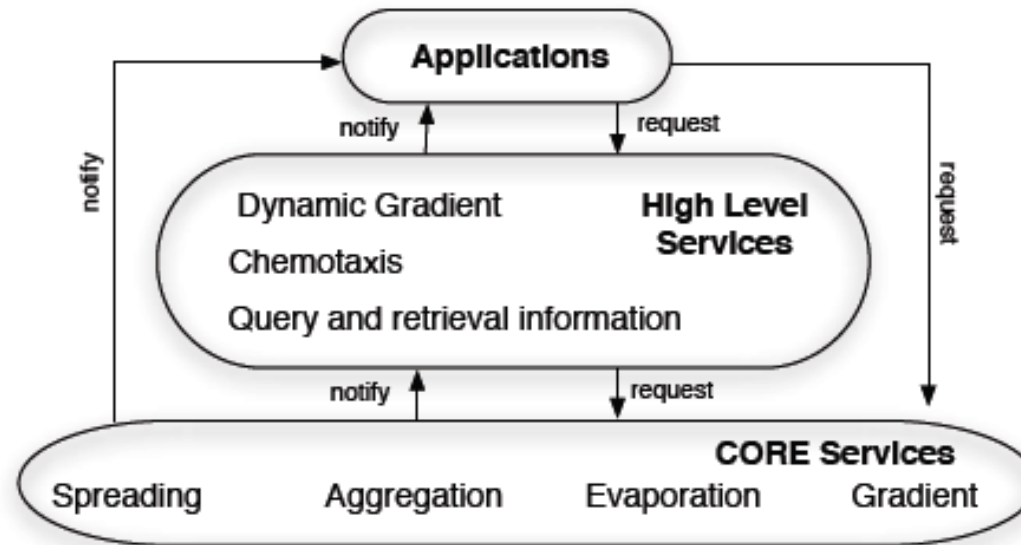 Applications
notify
request
notify
request
Dynamic Gradient
High Level
Services
Chemotaxis
Query and retrieval information
notify
request
CORE Services
Spreading
Aggregation
Evaporation
Gradient